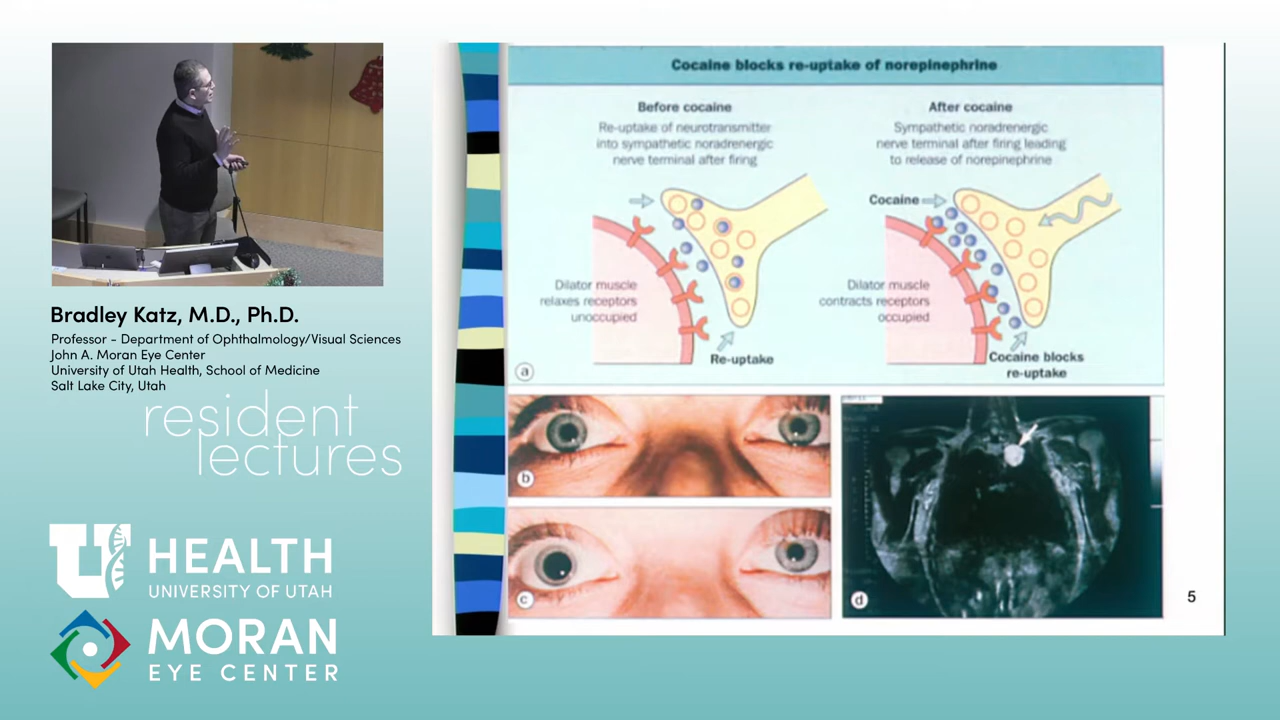 Bradley Katz, M.D., Ph.D.
Professor - Department of Ophthalmology/Visual Sciences
John A. Moran Eye Center
University of Utah Health, School of Medicine
Salt Lake City, Utah
resident
lectures
U HEALTH
UNIVERSITY OF UTAH
MORAN
EYE CENTER
Cocaine blocks re-uptake of norepinephrine
Before cocaine
Re-uptake of neurotransmitter
into sympathetic noradrenergic
nerve terminal after firing
Dilator muscle
relaxes receptors
unoccupied
Re-uptake
a
After cocaine
Sympathetic noradrenergic
nerve terminal after firing leading
to release of norepinephrine
Cocaine
Dilator muscle
contracts receptors
occupied
Cocaine blocks
re-uptake
b
c
d
5